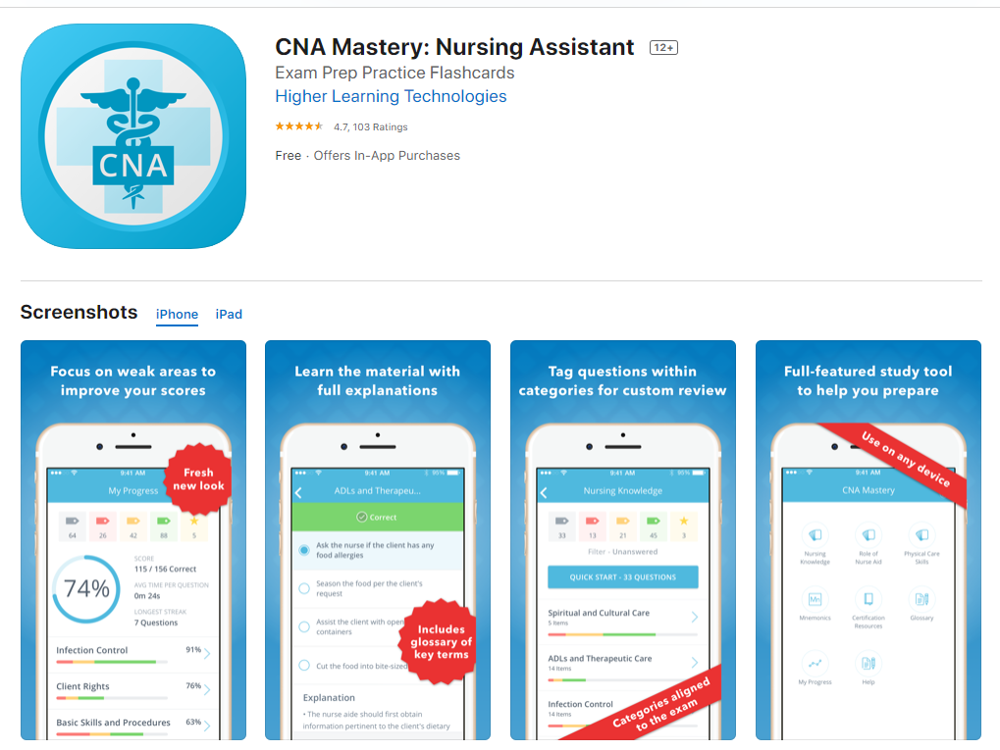 CNA
CNA Mastery: Nursing Assistant 12+
Exam Prep Practice Flashcards
Higher Learning Technologies
4.7, 103 Ratings
Free · Offers In-App Purchases
Screenshots iPhone iPad
Focus on weak areas to
improve your scores
9:41 AM
My Progress
Fresh
new look
64 26 42 88 5
74%
SCORE
115 / 156 Correct
AVG TIME PER QUESTION
0m 24s
LONGEST STREAK
7 Questions
Infection Control 91%
Client Rights 76%
Basic Skills and Procedures 63%
Learn the material with
full explanations
9:41 AM 95%
ADLs and Therapeu...
Correct
Ask the nurse if the client has any
food allergies
Season the food per the client's
request
Assist the client with open
containers
Cut the food into bite-sized
Includes
glossary of
key terms
Explanation
• The nurse aide should first obtain
information pertinent to the client's dietary
Tag questions within
categories for custom review
9:41 AM 95%
Nursing Knowledge
33 13 21 45 3
Filter - Unanswered
QUICK START - 33 QUESTIONS
Spiritual and Cultural Care
5 Items
ADLs and Therapeutic Care
14 Items
Infection Control
14 Items
Categories aligned
to the exam
Full-featured study tool
to help you prepare
Use on any device
9:41 AM
CNA Mastery
Nursing
Knowledge
Role of
Nurse Aid
Physical Care
Skills
Mn
Mnemonics
Certification
Resources
Glossary
My Progress
Help